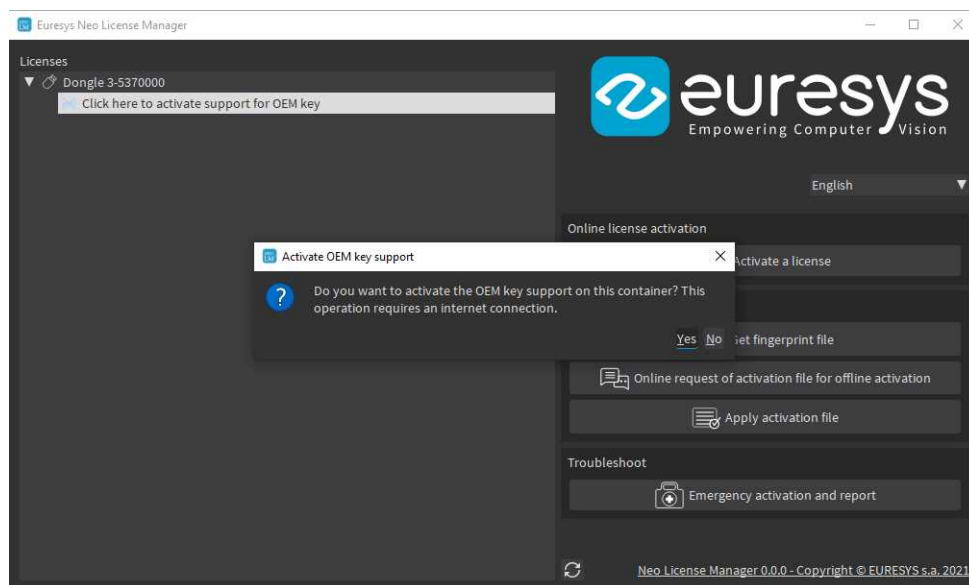 Euresys Neo License Manager
Licenses
Dongle 3-5370000
Click here to activate support for OEM key
euresys
Empowering Computer Vision
English
Online license activation
Activate a license
Activate OEM key support
Do you want to activate the OEM key support on this container? This
operation requires an internet connection.
Yes No
et fingerprint file
Online request of activation file for offline activation
Apply activation file
Troubleshoot
Emergency activation and report
Neo License Manager 0.0.0 - Copyright © EURESYS s.a. 2021